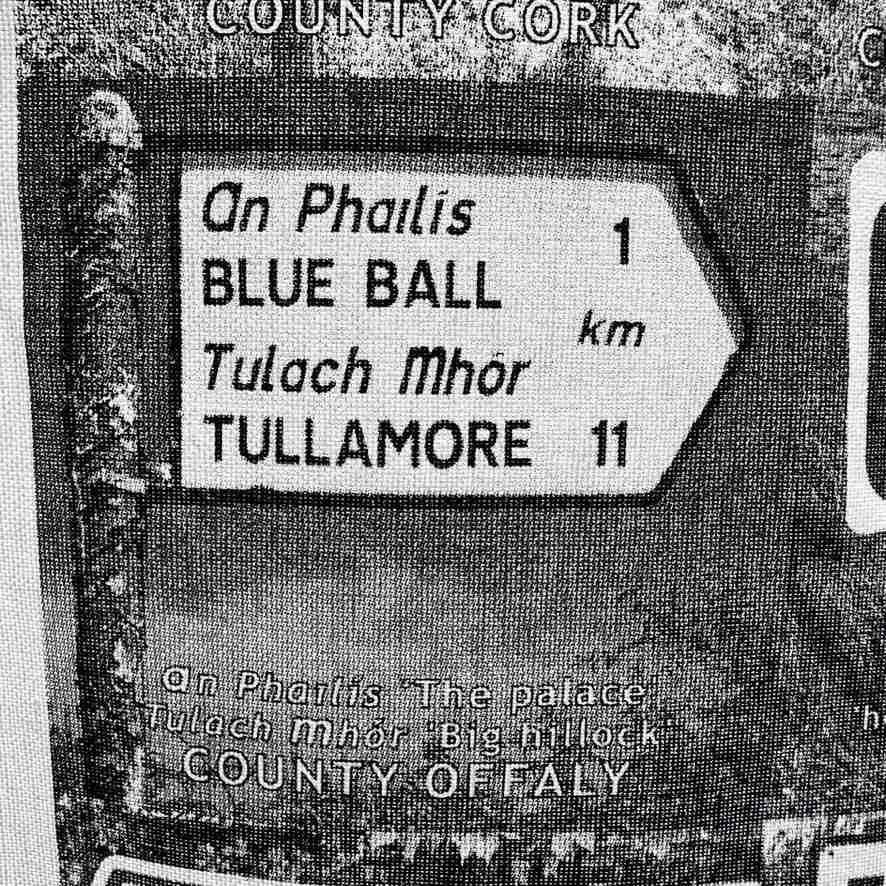 COUNTY CORK
An Phailís
1
BLUE BALL
km
Tulach Mhór
TULLAMORE 11
An Phailís 'The palace'
Tulach Mhór 'Big hillock'
COUNTY OFFALY